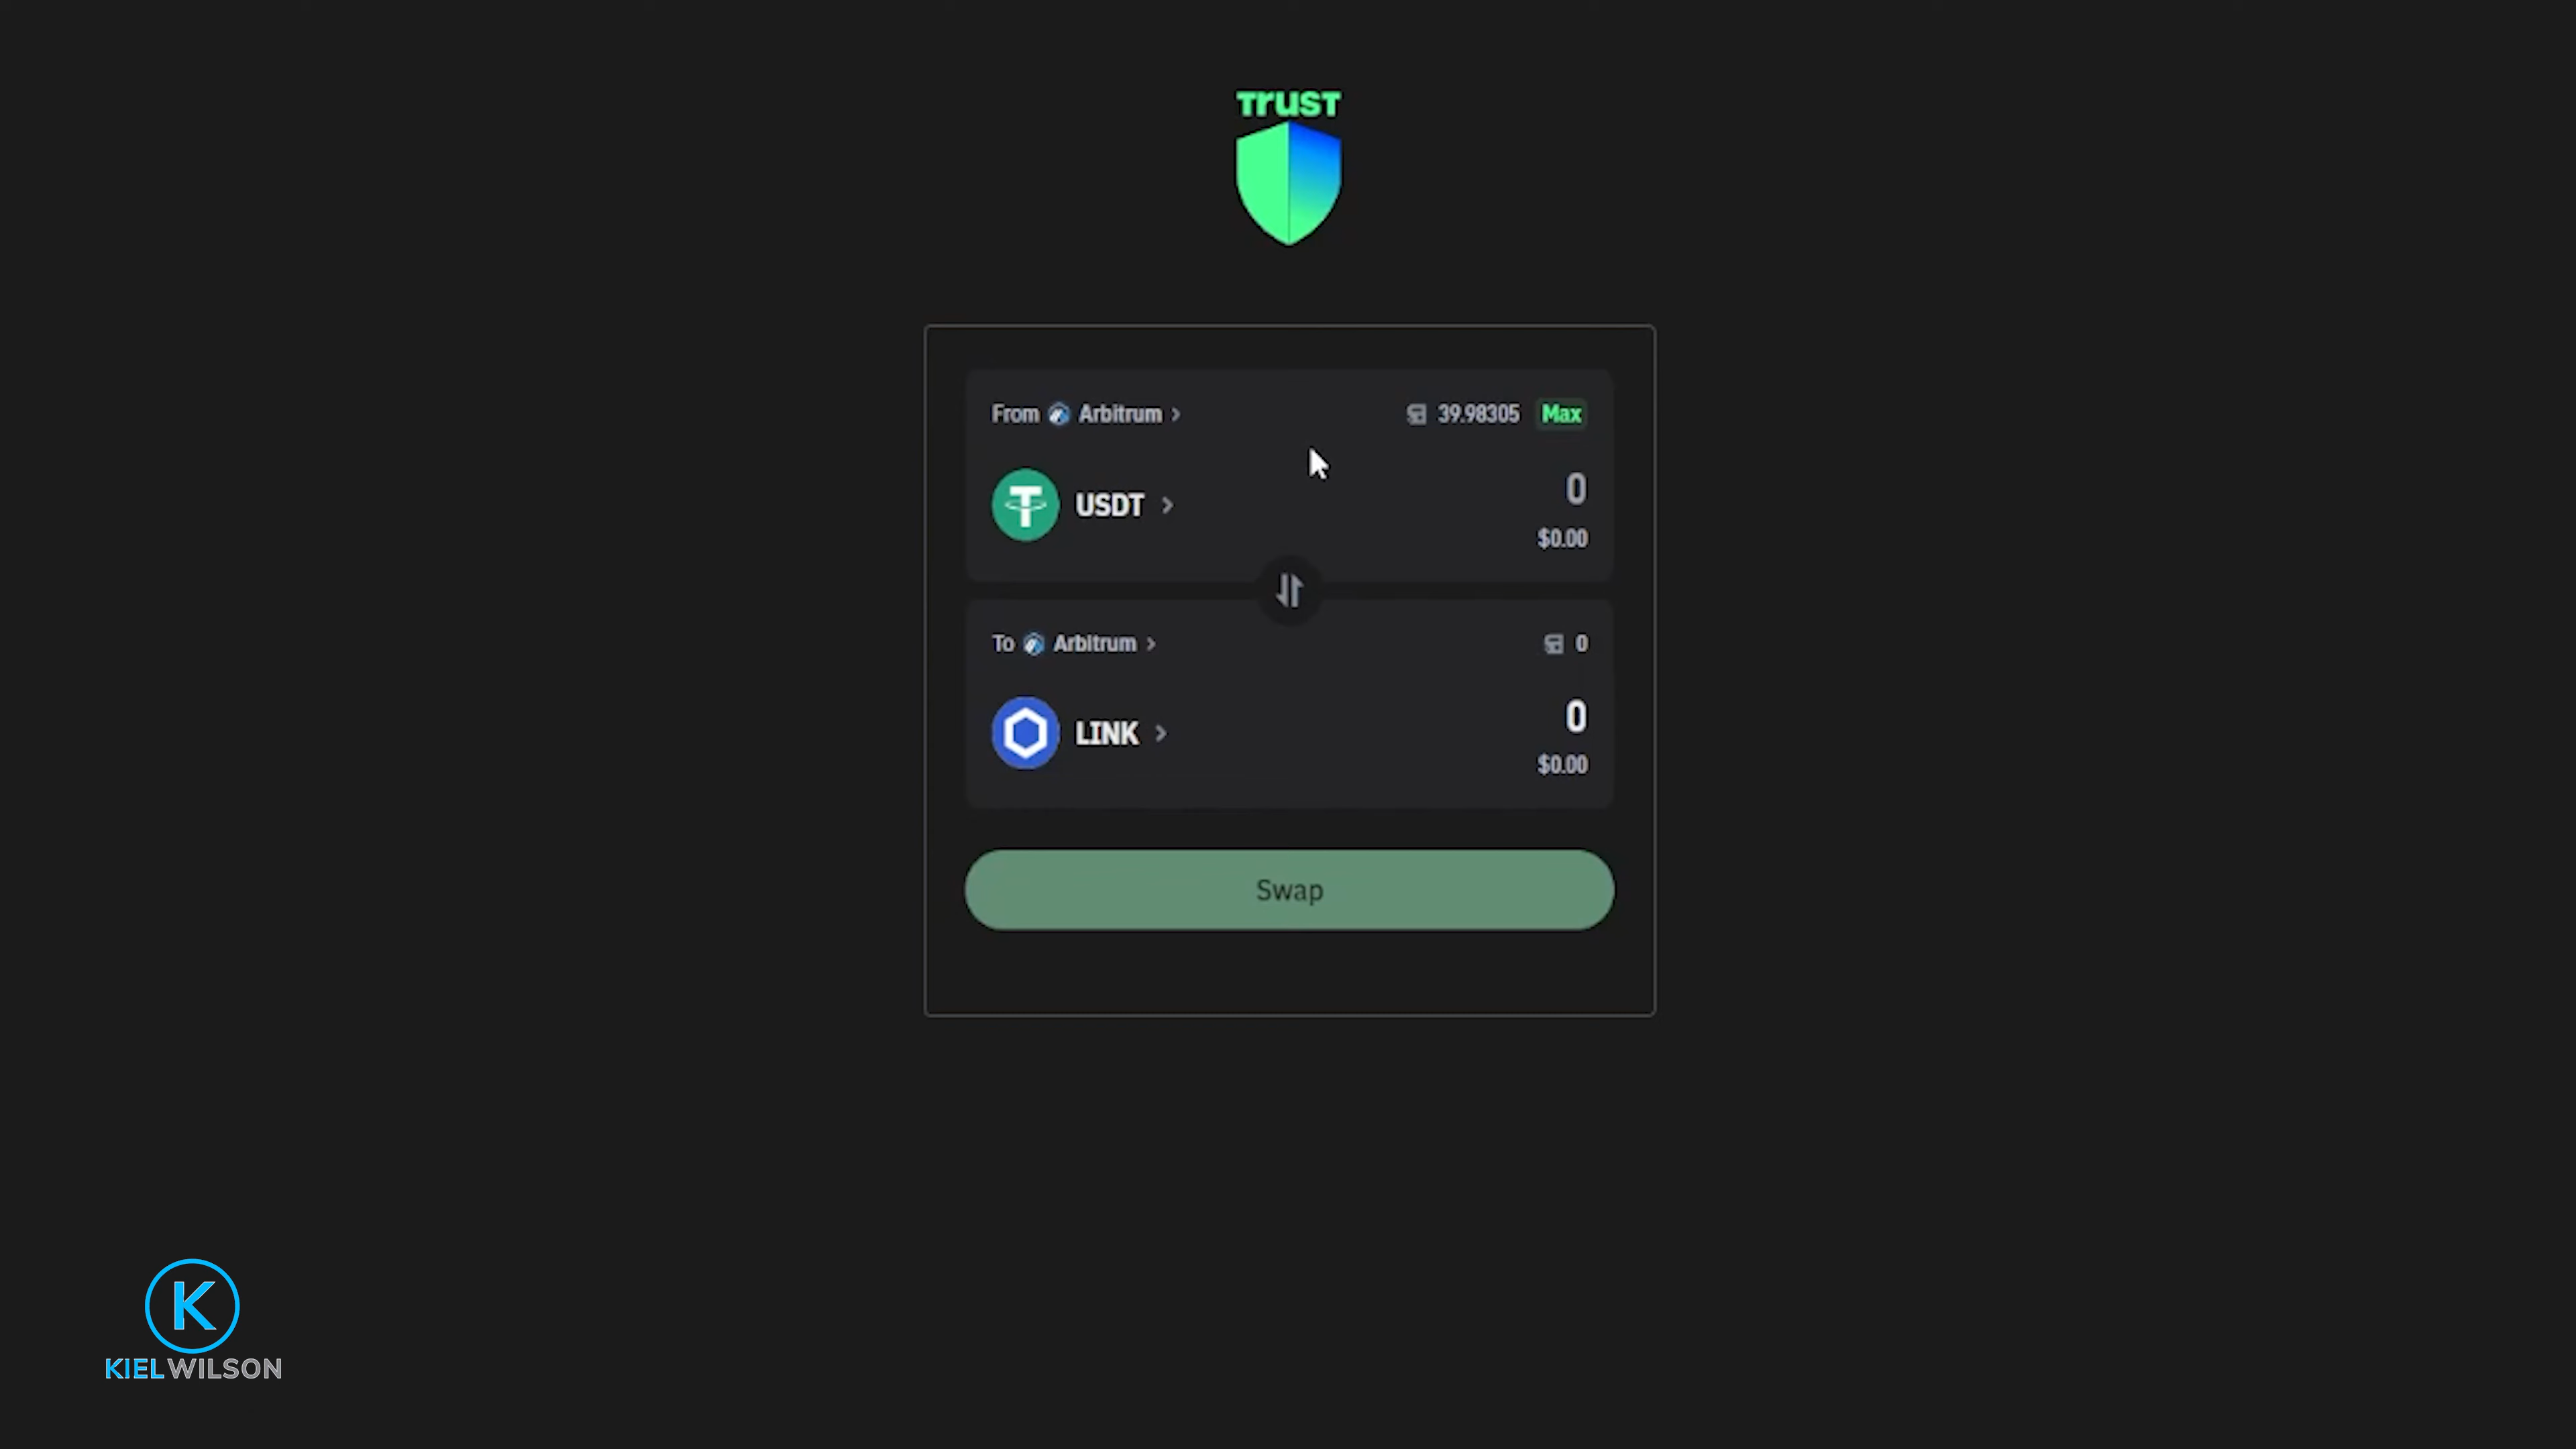 TrUST
From Arbitrum >
39.98305 Max
USDT >
0
$0.00
To Arbitrum >
0
LINK >
0
$0.00
Swap
K
KIELWILSON